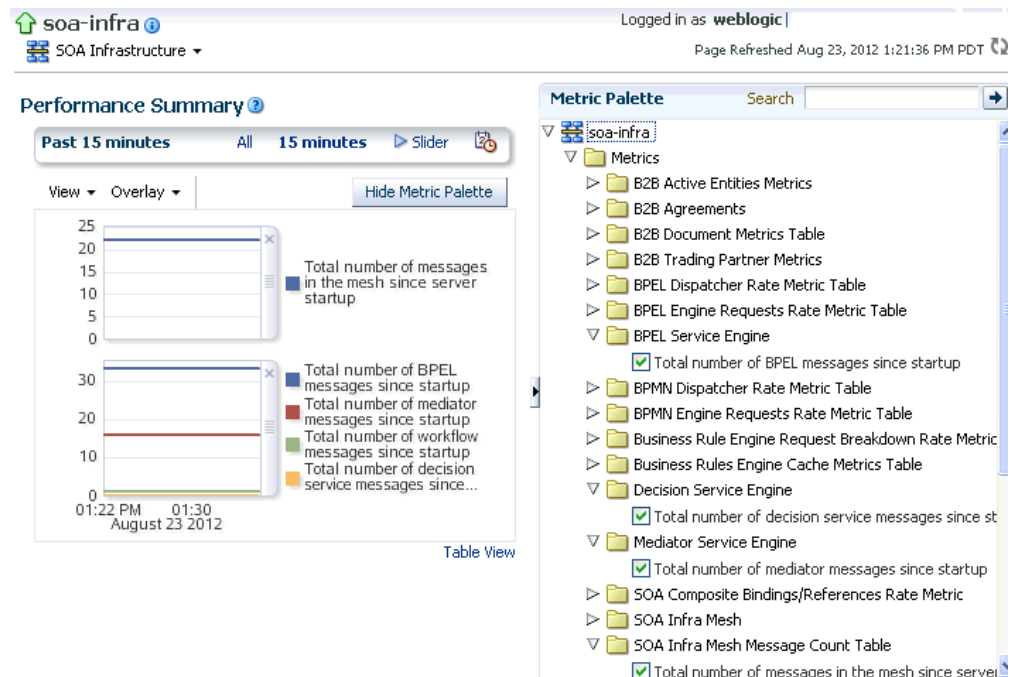 soa-infra
Logged in as weblogic
SOA Infrastructure
Page Refreshed Aug 23, 2012 1:21:36 PM PDT
Performance Summary
Past 15 minutes All 15 minutes Slider
View Overlay Hide Metric Palette
25
20
15
10
5
0
Total number of messages
in the mesh since server
startup
30
20
10
0
Total number of BPEL
messages since startup
Total number of mediator
messages since startup
Total number of workflow
messages since startup
Total number of decision
service messages since...
01:22 PM 01:30
August 23 2012
Table View
Metric Palette Search
soa-infra
Metrics
B2B Active Entities Metrics
B2B Agreements
B2B Document Metrics Table
B2B Trading Partner Metrics
BPEL Dispatcher Rate Metric Table
BPEL Engine Requests Rate Metric Table
BPEL Service Engine
Total number of BPEL messages since startup
BPMN Dispatcher Rate Metric Table
BPMN Engine Requests Rate Metric Table
Business Rule Engine Request Breakdown Rate Metric
Business Rules Engine Cache Metrics Table
Decision Service Engine
Total number of decision service messages since st
Mediator Service Engine
Total number of mediator messages since startup
SOA Composite Bindings/References Rate Metric
SOA Infra Mesh
SOA Infra Mesh Message Count Table
Total number of messages in the mesh since server